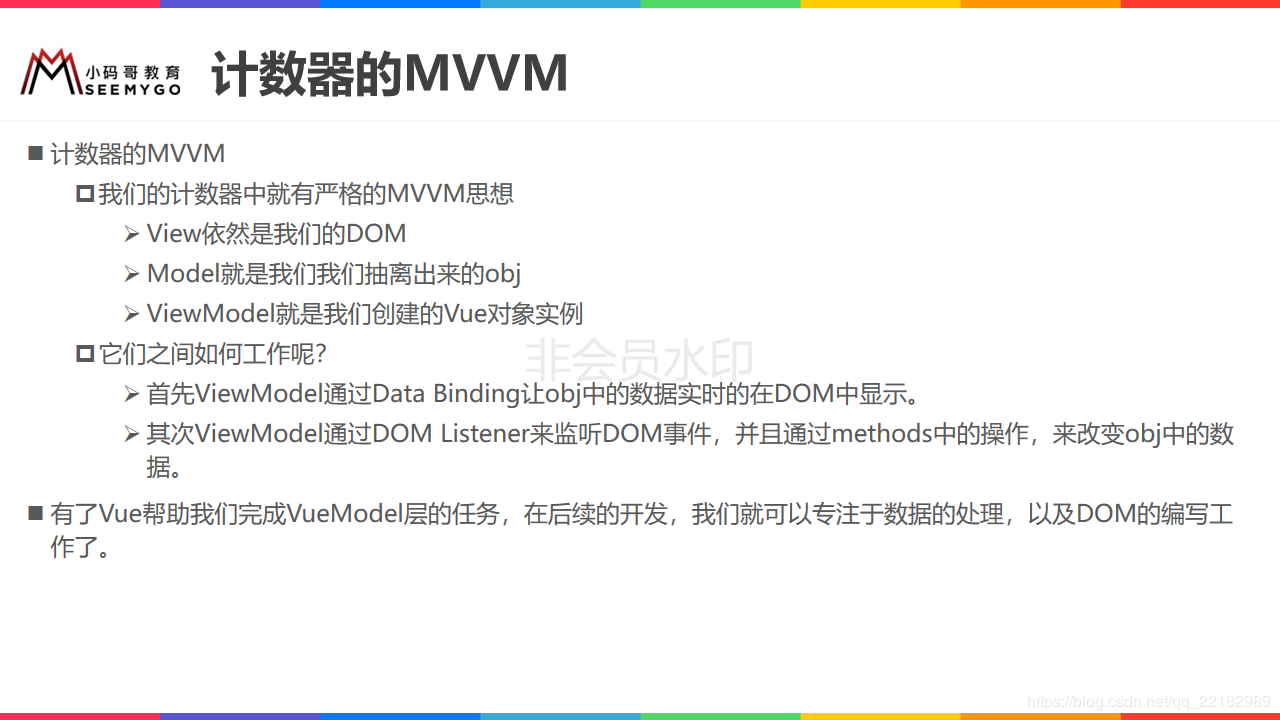 小码哥教育
SEEMYGO
计数器的MVVM
计数器的MVVM
我们的计数器中就有严格的MVVM思想
View依然是我们的DOM
Model就是我们我们抽离出来的obj
ViewModel就是我们创建的Vue对象实例
它们之间如何工作呢？
非会员水印
首先ViewModel通过Data Binding让obj中的数据实时的在DOM中显示。
其次ViewModel通过DOM Listener来监听DOM事件，并且通过methods中的操作，来改变obj中的数
据。
有了Vue帮助我们完成VueModel层的任务，在后续的开发，我们就可以专注于数据的处理，以及DOM的编写工
作了。
https://blog.csdn.net/qq_22182989